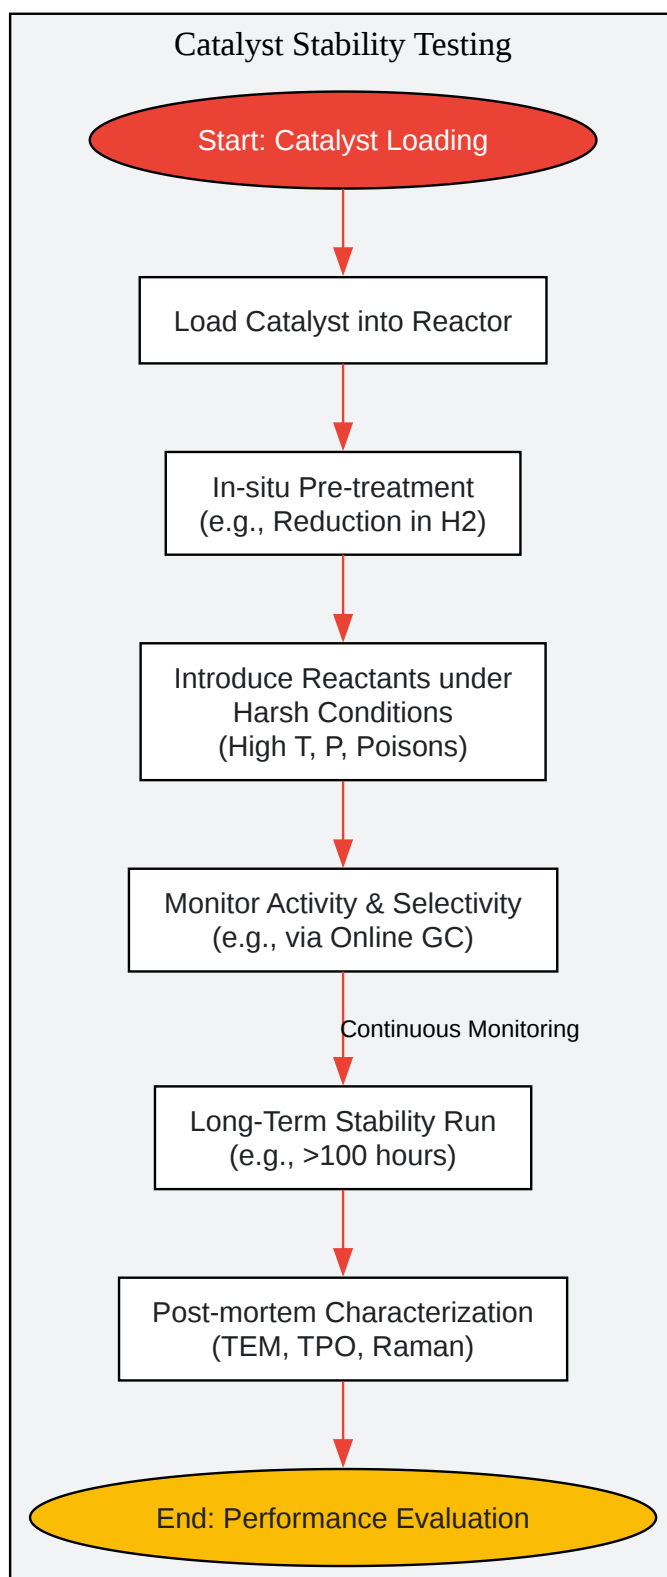 Catalyst Stability Testing
Start: Catalyst Loading
Load Catalyst into Reactor
In-situ Pre-treatment
(e.g., Reduction in H2)
Introduce Reactants under
Harsh Conditions
(High T, P, Poisons)
Monitor Activity & Selectivity
(e.g., via Online GC)
Continuous Monitoring
Long-Term Stability Run
(e.g., >100 hours)
Post-mortem Characterization
(TEM, TPO, Raman)
End: Performance Evaluation